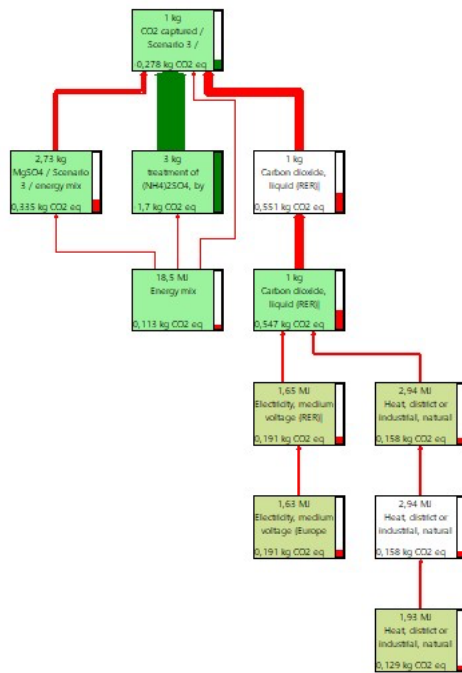 1 kg
CO2 captured /
Scenario 3 /
0,278 kg CO2 eq
2,73 kg
MgSO4 / Scenario
3 / energy mix
0,335 kg CO2 eq
3 kg
treatment of
(NH4)2SO4, by
1,7 kg CO2 eq
1 kg
Carbon dioxide,
liquid {RER}|
0,551 kg CO2 eq
18,5 MJ
Energy mix
0,113 kg CO2 eq
1 kg
Carbon dioxide,
liquid {RER}|
0,547 kg CO2 eq
1,65 MJ
Electricity, medium
voltage {RER}|
0,191 kg CO2 eq
2,94 MJ
Heat, district or
industrial, natural
0,158 kg CO2 eq
1,63 MJ
Electricity, medium
voltage {Europe
0,191 kg CO2 eq
2,94 MJ
Heat, district or
industrial, natural
0,158 kg CO2 eq
1,93 MJ
Heat, district or
industrial, natural
0,129 kg CO2 eq